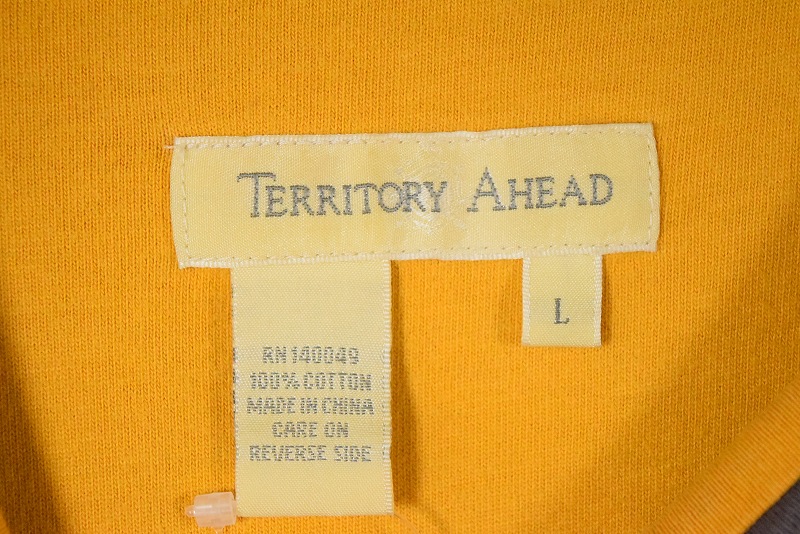 TERRITORY AHEAD
L
RN 140049
100% COTTON
MADE IN CHINA
CARE ON
REVERSE SIDE